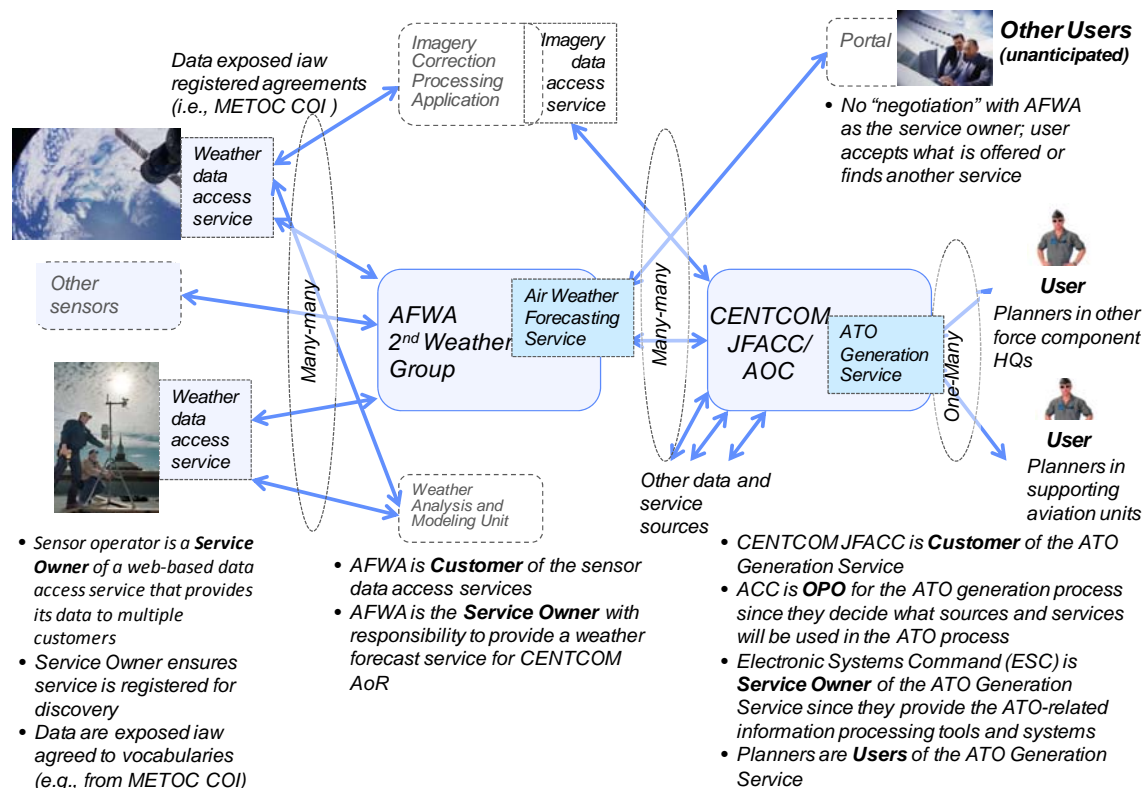 Data exposed iaw
registered agreements
(i.e., METOC COI )
Imagery
Correction
Processing
Application
Imagery
data
access
service
Portal
Other Users
(unanticipated)
• No “negotiation” with AFWA
as the service owner; user
accepts what is offered or
finds another service
Weather
data
access
service
Other
sensors
Weather
data
access
service
Many-many
AFWA
2nd Weather
Group
Air Weather
Forecasting
Service
Many-many
CENTCOM
JFACC/
AOC
ATO
Generation
Service
One-Many
User
Planners in other
force component
HQs
User
Planners in
supporting
aviation units
Weather
Analysis and
Modeling Unit
Other data and
service
sources
• Sensor operator is a Service
Owner of a web-based data
access service that provides
its data to multiple
customers
• Service Owner ensures
service is registered for
discovery
• Data are exposed iaw
agreed to vocabularies
(e.g., from METOC COI)
• AFWA is Customer of the sensor
data access services
• AFWA is the Service Owner with
responsibility to provide a weather
forecast service for CENTCOM
AoR
• CENTCOM JFACC is Customer of the ATO
Generation Service
• ACC is OPO for the ATO generation process
since they decide what sources and services
will be used in the ATO process
• Electronic Systems Command (ESC) is
Service Owner of the ATO Generation
Service since they provide the ATO-related
information processing tools and systems
• Planners are Users of the ATO Generation
Service